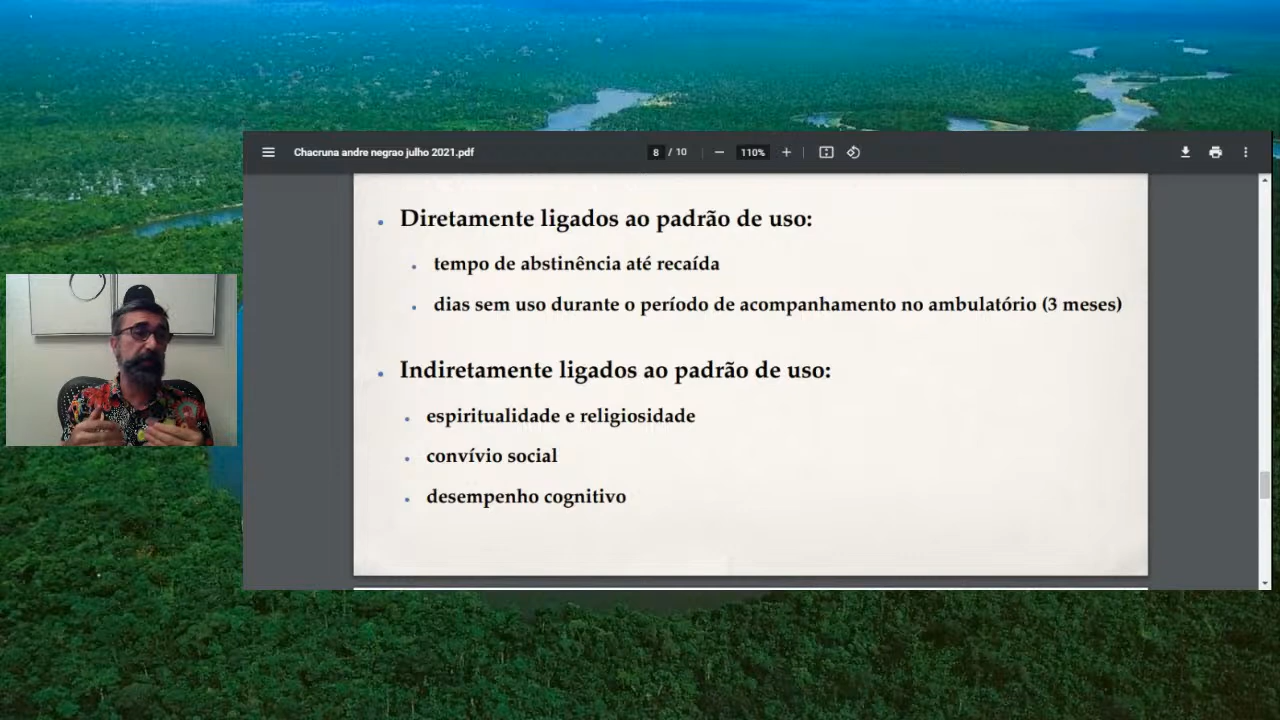 Chacruna andre negrao julho 2021.pdf
8 / 10
110%
Diretamente ligados ao padrão de uso:
tempo de abstinência até recaída
dias sem uso durante o período de acompanhamento no ambulatório (3 meses)
Indiretamente ligados ao padrão de uso:
espiritualidade e religiosidade
convívio social
desempenho cognitivo